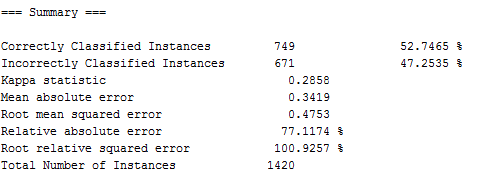 === Summary ===
Correctly Classified Instances 749 52.7465 %
Incorrectly Classified Instances 671 47.2535 %
Kappa statistic 0.2858
Mean absolute error 0.3419
Root mean squared error 0.4753
Relative absolute error 77.1174 %
Root relative squared error 100.9257 %
Total Number of Instances 1420